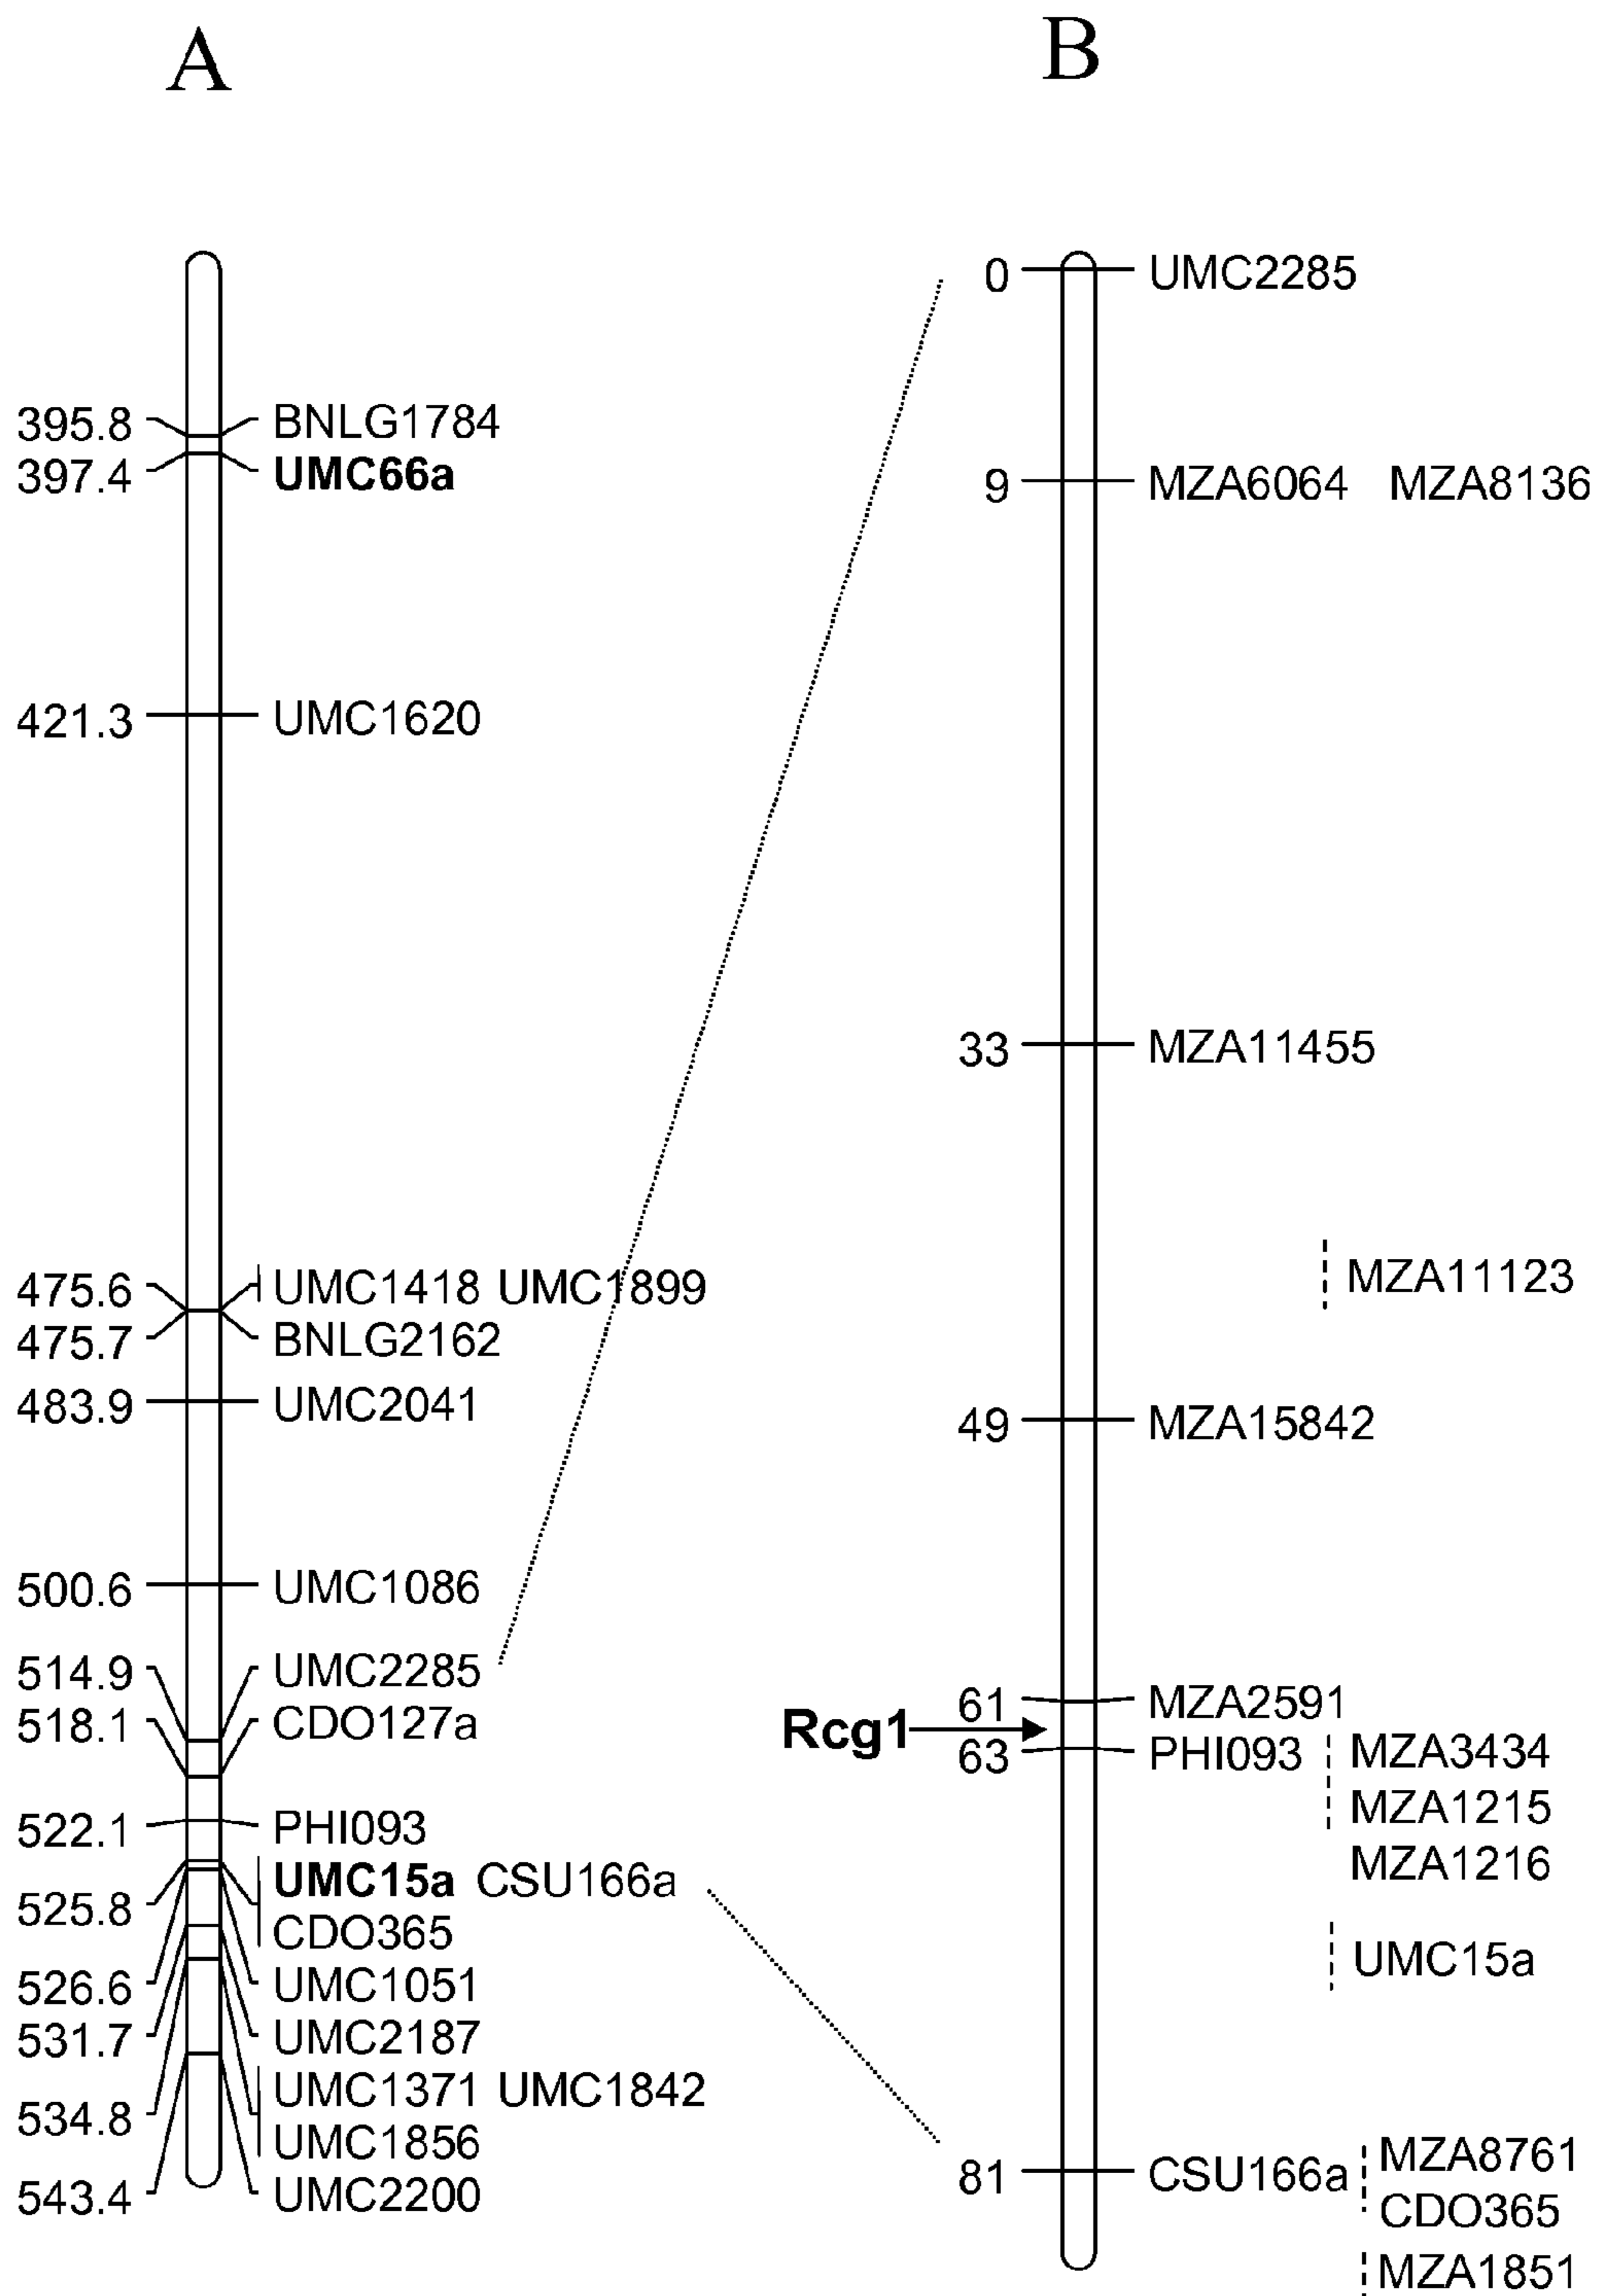 A
395.8 BNLG1784
397.4 UMC66a
421.3 UMC1620
475.6 UMC1418 UMC1899
475.7 BNLG2162
483.9 UMC2041
500.6 UMC1086
514.9 UMC2285
518.1 CDO127a
522.1 PHI093
525.8 UMC15a CSU166a
CDO365
526.6 UMC1051
531.7 UMC2187
534.8 UMC1371 UMC1842
UMC1856
543.4 UMC2200
B
0 UMC2285
9 MZA6064 MZA8136
33 MZA11455
MZA11123
49 MZA15842
61 MZA2591
Rcg1
63 PHI093 MZA3434
MZA1215
MZA1216
UMC15a
81 CSU166a MZA8761
CDO365
MZA1851